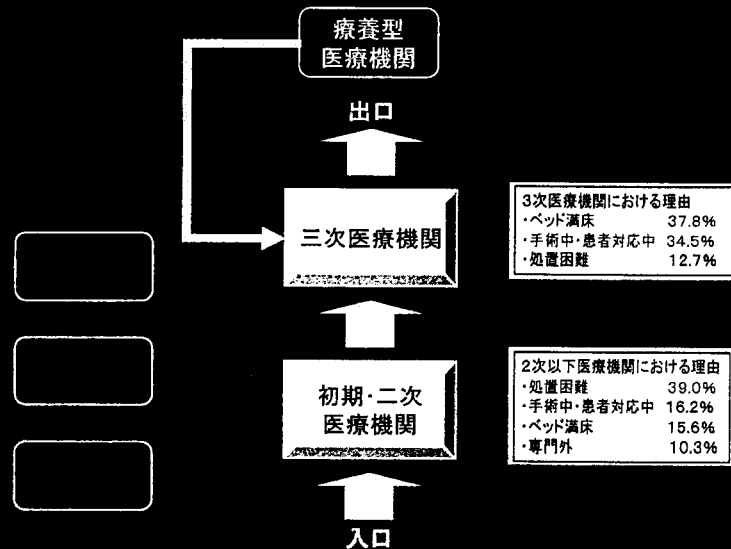 療養型
医療機関
出口
三次医療機関
3次医療機関における理由
・ベッド満床 37.8%
・手術中・患者対応中 34.5%
・処置困難 12.7%
初期・二次
医療機関
2次以下医療機関における理由
・処置困難 39.0%
・手術中・患者対応中 16.2%
・ベッド満床 15.6%
・専門外 10.3%
入口